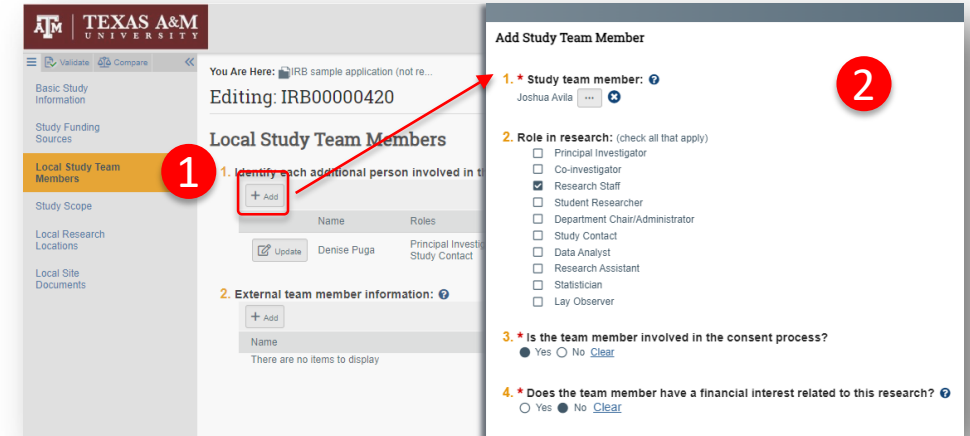 TEXAS A&M
UNIVERSITY
Validate Compare
Basic Study
Information
Study Funding
Sources
Local Study Team
Members
Study Scope
Local Research
Locations
Local Site
Documents
1
You Are Here: IRB sample application (not re...
Editing: IRB00000420
Local Study Team Members
1. Identify each additional person involved in t
+ Add
Name Roles
Update Denise Puga Principal Investig
Study Contact
2. External team member information: ?
+ Add
Name
There are no items to display
Add Study Team Member
2
1. * Study team member: ?
Joshua Avila ...
2. Role in research: (check all that apply)
Principal Investigator
Co-investigator
Research Staff
Student Researcher
Department Chair/Administrator
Study Contact
Data Analyst
Research Assistant
Statistician
Lay Observer
3. * Is the team member involved in the consent process?
Yes No Clear
4. * Does the team member have a financial interest related to this research? ?
Yes No Clear